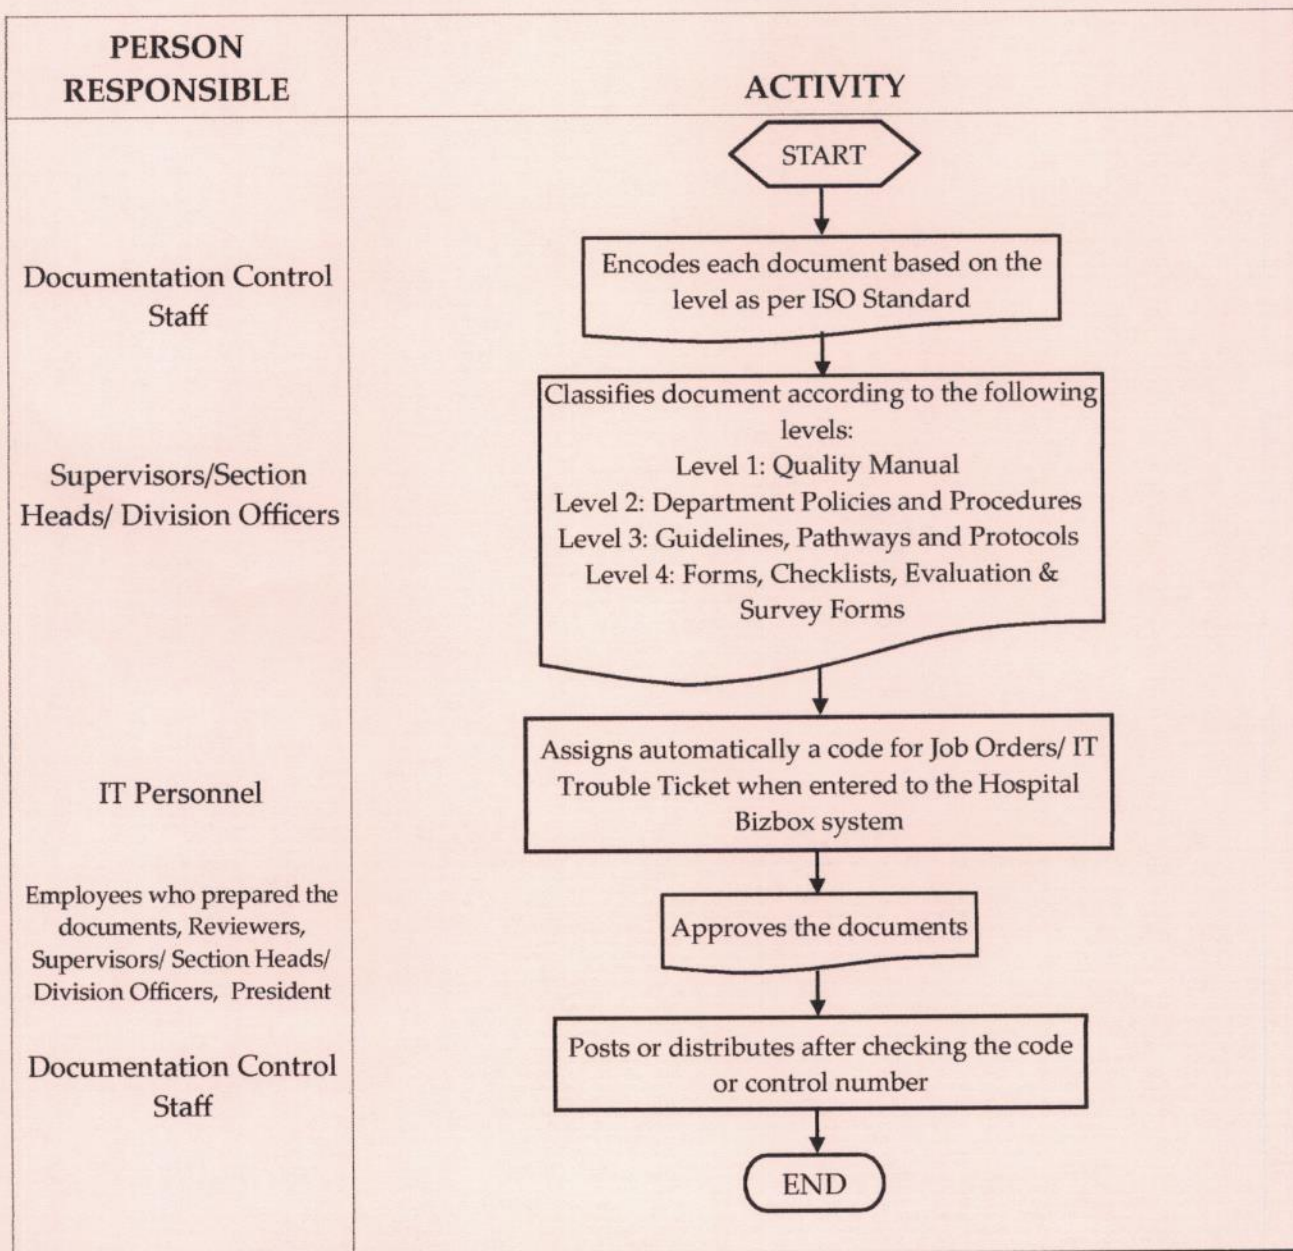 PERSON
RESPONSIBLE
ACTIVITY
START
Documentation Control
Staff
Encodes each document based on the
level as per ISO Standard
Supervisors/Section
Heads/ Division Officers
Classifies document according to the following
levels:
Level 1: Quality Manual
Level 2: Department Policies and Procedures
Level 3: Guidelines, Pathways and Protocols
Level 4: Forms, Checklists, Evaluation &
Survey Forms
IT Personnel
Assigns automatically a code for Job Orders/ IT
Trouble Ticket when entered to the Hospital
Bizbox system
Employees who prepared the
documents, Reviewers,
Supervisors/ Section Heads/
Division Officers, President
Approves the documents
Documentation Control
Staff
Posts or distributes after checking the code
or control number
END